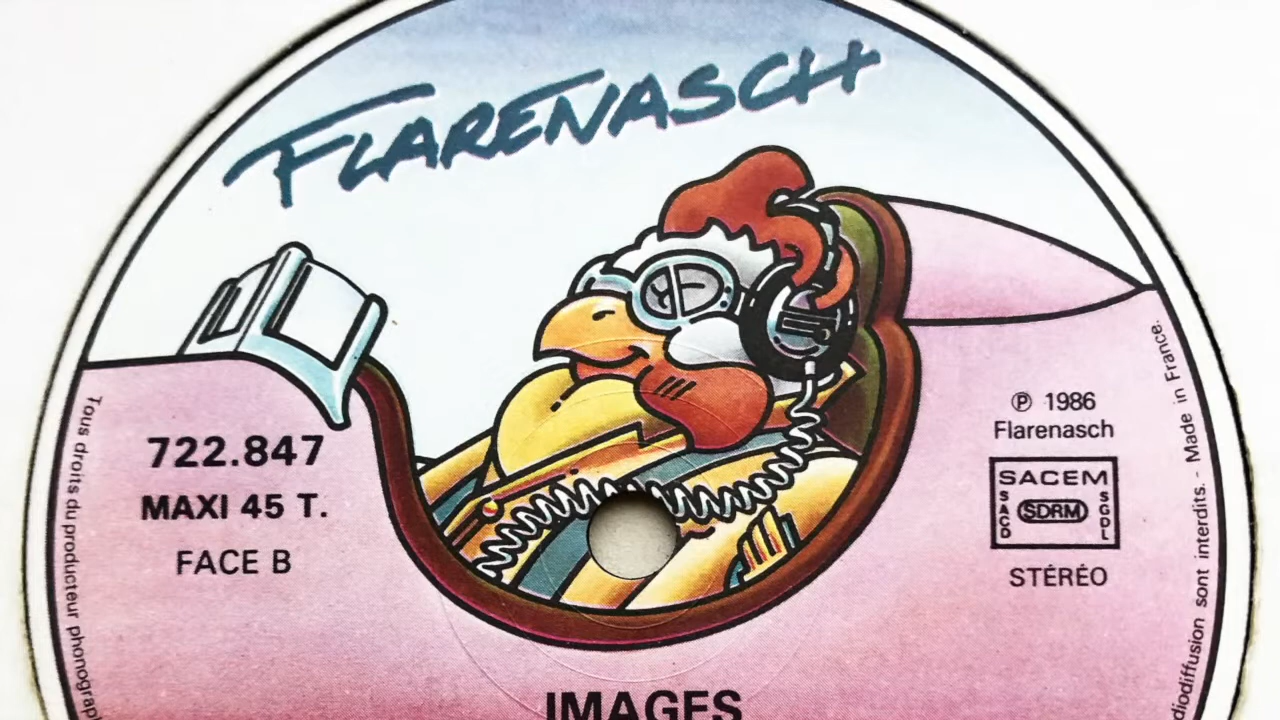 FLARENASCH
722.847
MAXI 45 T.
FACE B
Ⓟ 1986
Flarenasch
SACEM
SACD
SDRM
SGDL
STÉRÉO
Tous droits du producteur phonograp
diodiffusion sont interdits. - Made in France.
IMAGES